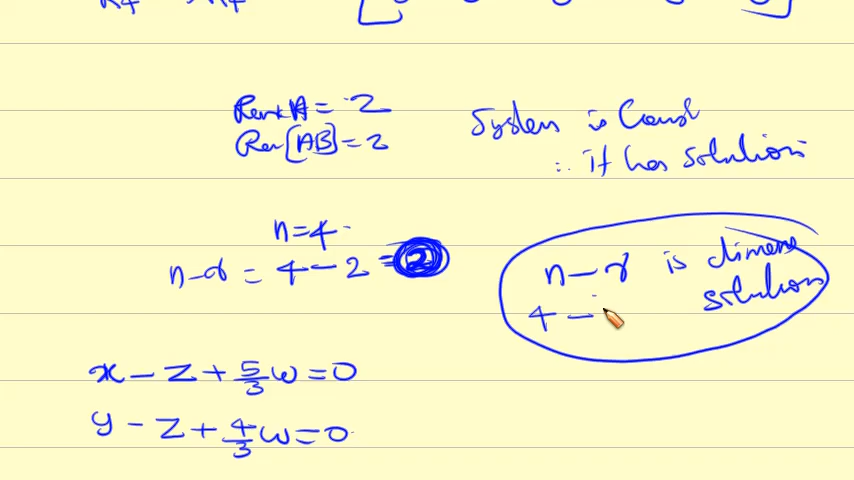 Rank A = 2
Ran [AB] = 2
System is Const
∴ it has solution
n=4
n-r = 4-2 = 2
n-r is dimens
solution
4 -
x - z + 5/3 w = 0
y - z + 4/3 w = 0